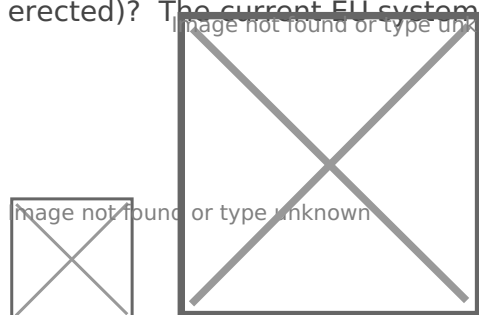 erected)? The current EU system
Image not found or type unk
Image not found or type unknown